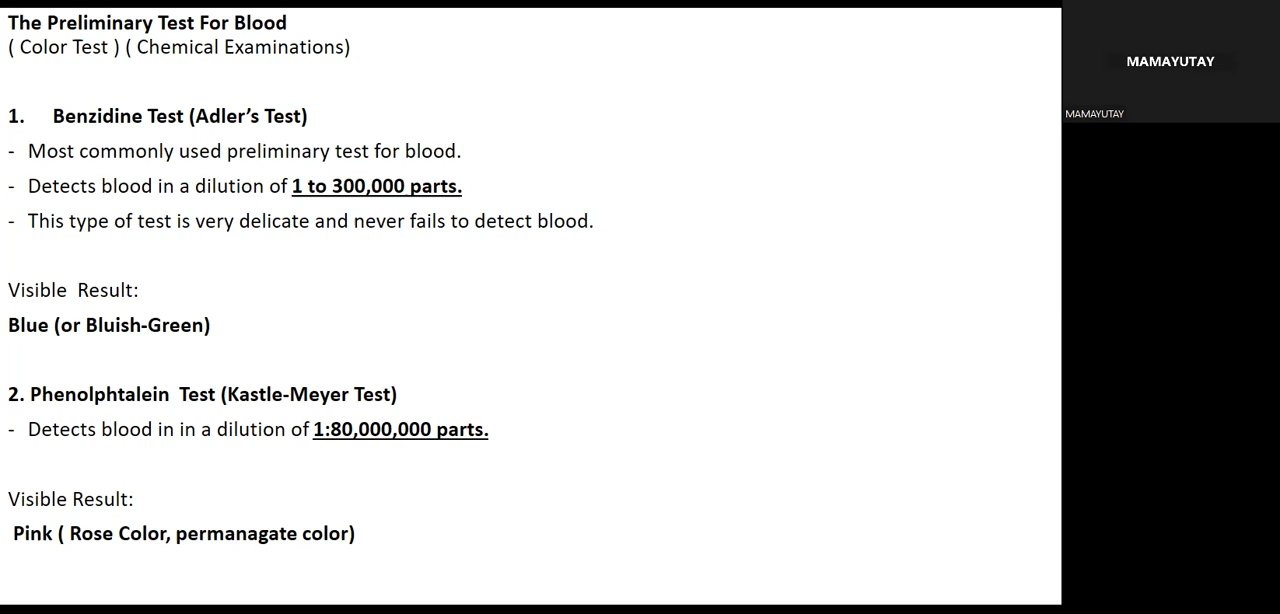 The Preliminary Test For Blood
( Color Test ) ( Chemical Examinations)
1. Benzidine Test (Adler’s Test)
- Most commonly used preliminary test for blood.
- Detects blood in a dilution of 1 to 300,000 parts.
- This type of test is very delicate and never fails to detect blood.
Visible Result:
Blue (or Bluish-Green)
2. Phenolphtalein Test (Kastle-Meyer Test)
- Detects blood in in a dilution of 1:80,000,000 parts.
Visible Result:
Pink ( Rose Color, permanagate color)
MAMAYUTAY
MAMAYUTAY